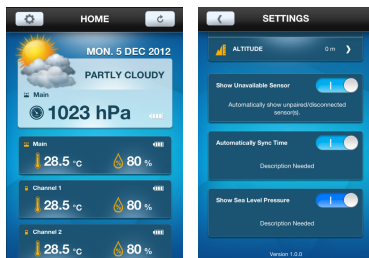 HOME
MON. 5 DEC 2012
PARTLY CLOUDY
Main
1023 hPa
Main
28.5 °C
80 %
Channel 1
28.5 °C
80 %
Channel 2
28.5 °C
80 %
SETTINGS
ALTITUDE 0 m
Show Unavailable Sensor
Automatically show unpaired/disconnected
sensor(s).
Automatically Sync Time
Description Needed
Show Sea Level Pressure
Description Needed
Version 1.0.0